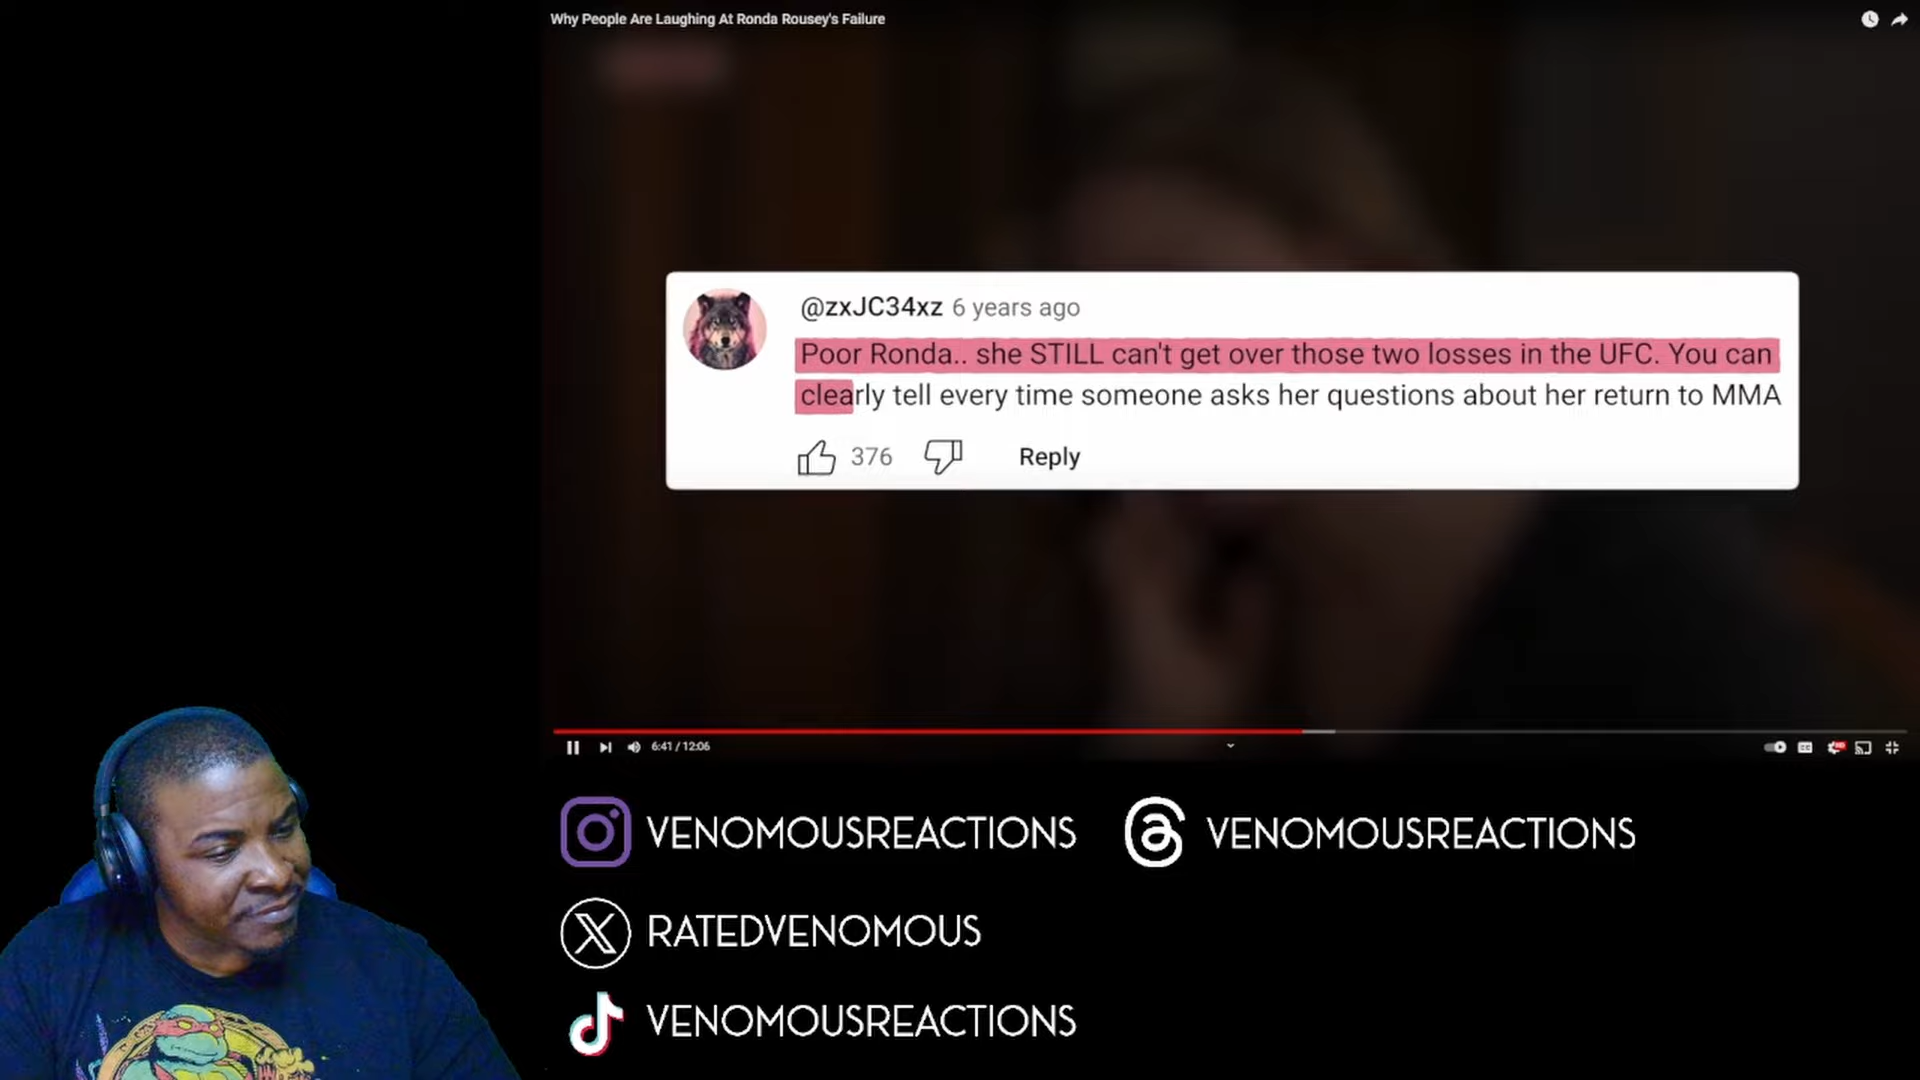 Why People Are Laughing At Ronda Rousey's Failure
@zxJC34xz 6 years ago
Poor Ronda.. she STILL can't get over those two losses in the UFC. You can
clearly tell every time someone asks her questions about her return to MMA
376
Reply
6:41 / 12:06
VENOMOUSREACTIONS
VENOMOUSREACTIONS
RATEDVENOMOUS
VENOMOUSREACTIONS